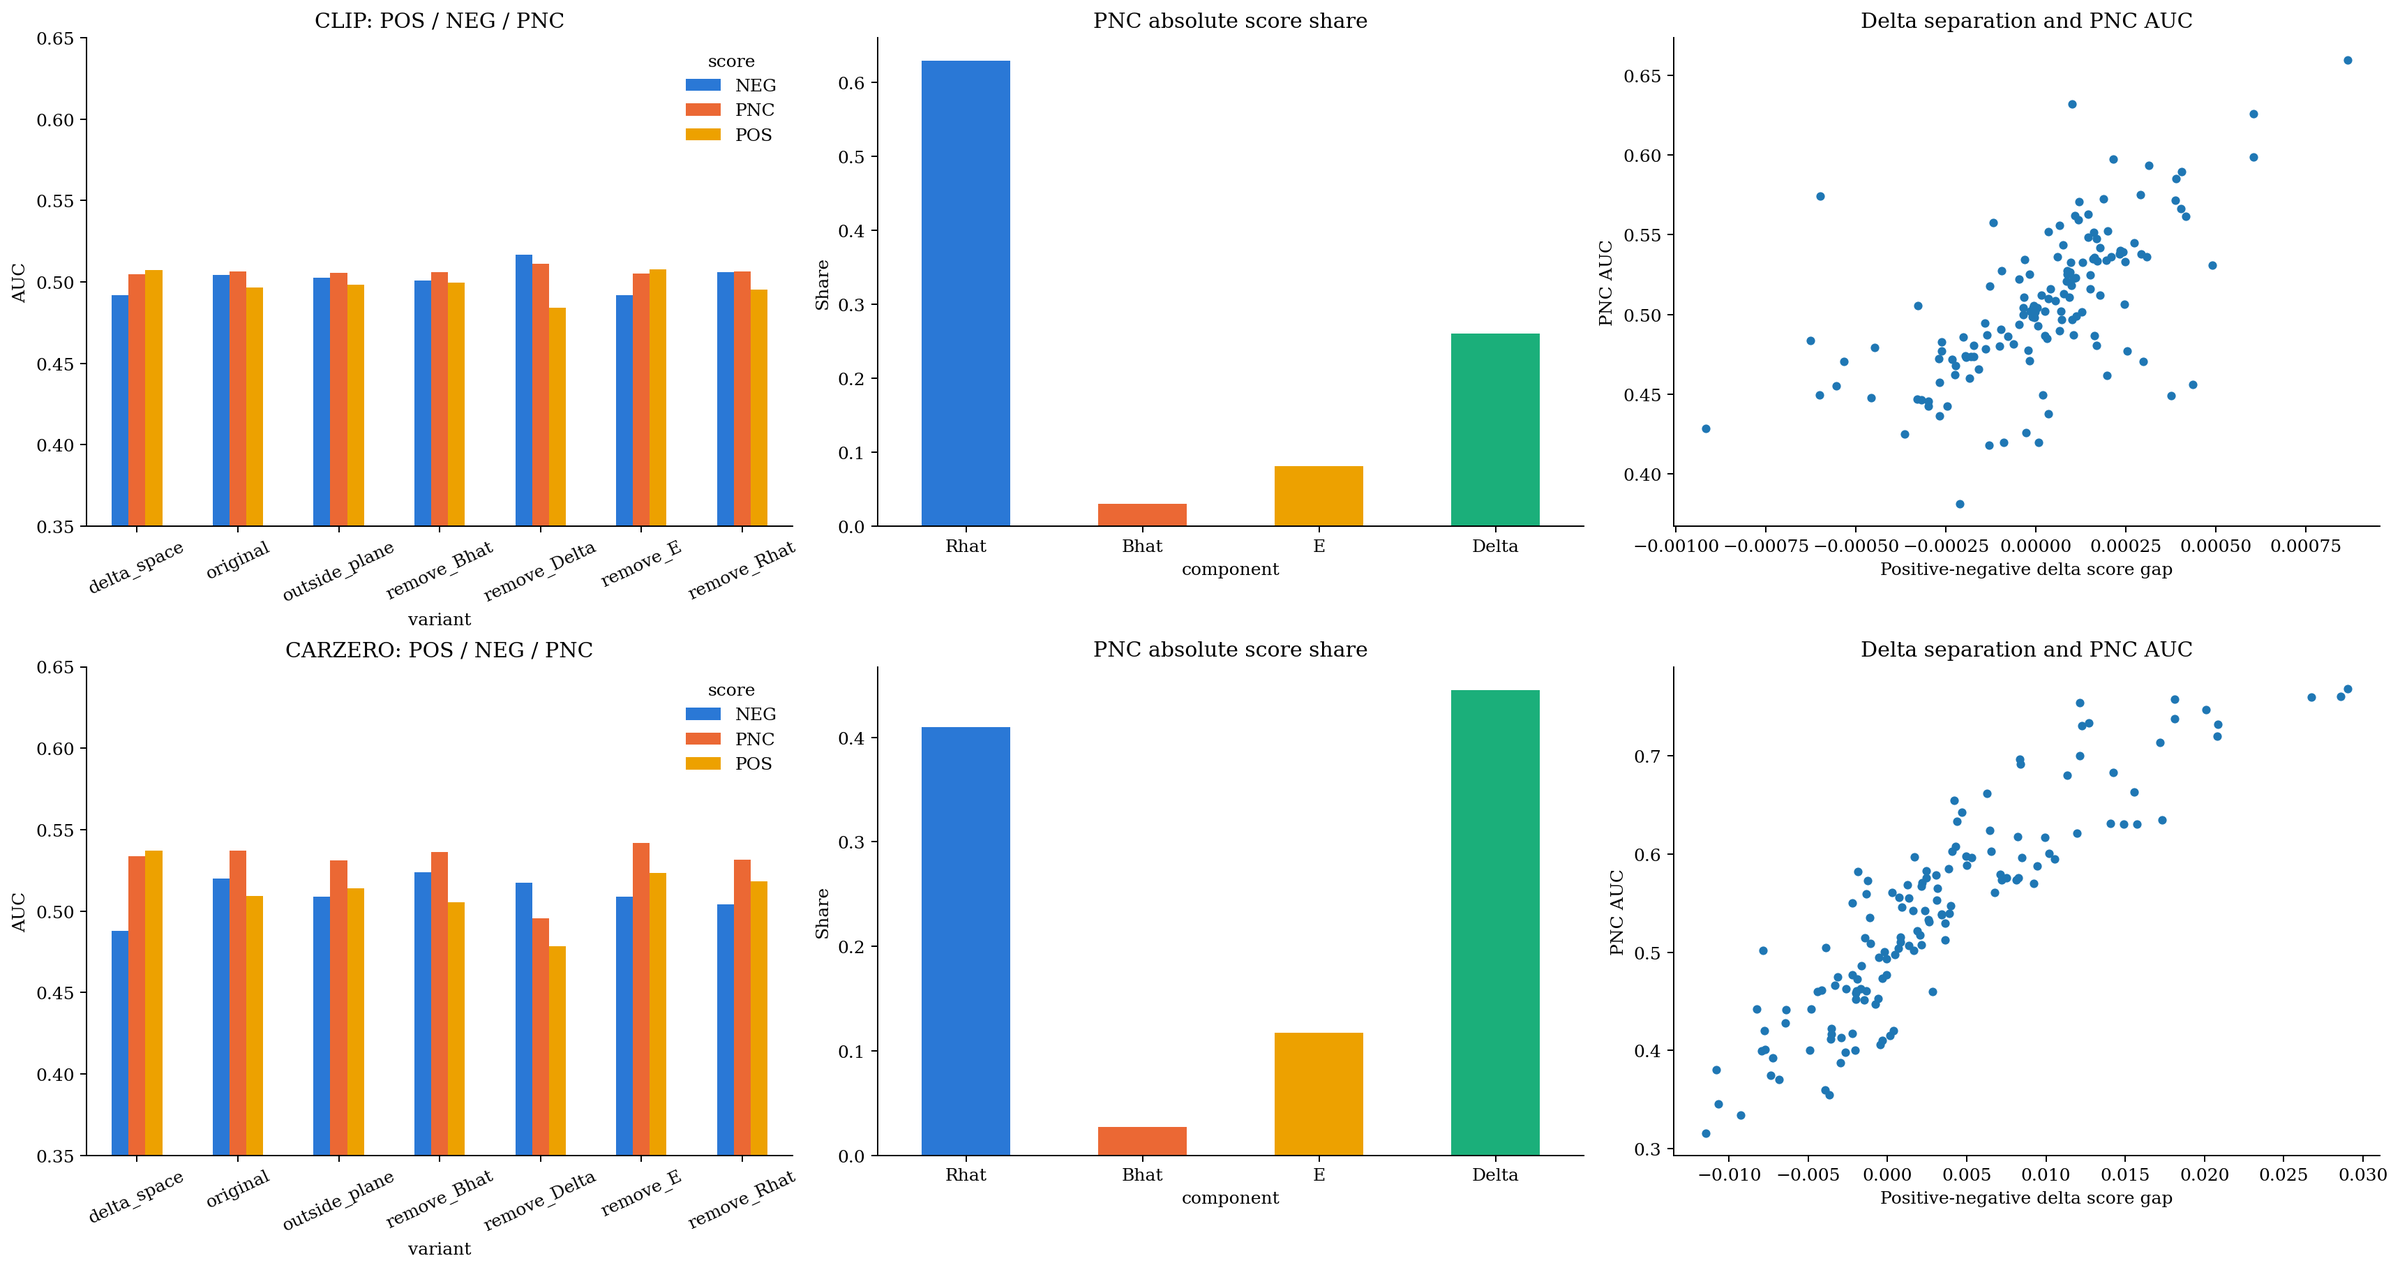 CLIP: POS / NEG / PNC
AUC
0.65
0.60
0.55
0.50
0.45
0.40
0.35
score
NEG
PNC
POS
delta_space
original
outside_plane
remove_Bhat
remove_Delta
remove_E
remove_Rhat
variant
PNC absolute score share
Share
0.6
0.5
0.4
0.3
0.2
0.1
0.0
Rhat
Bhat
E
Delta
component
Delta separation and PNC AUC
PNC AUC
0.65
0.60
0.55
0.50
0.45
0.40
−0.00100
−0.00075
−0.00050
−0.00025
0.00000
0.00025
0.00050
0.00075
Positive-negative delta score gap
CARZERO: POS / NEG / PNC
AUC
0.65
0.60
0.55
0.50
0.45
0.40
0.35
score
NEG
PNC
POS
delta_space
original
outside_plane
remove_Bhat
remove_Delta
remove_E
remove_Rhat
variant
PNC absolute score share
Share
0.4
0.3
0.2
0.1
0.0
Rhat
Bhat
E
Delta
component
Delta separation and PNC AUC
PNC AUC
0.7
0.6
0.5
0.4
0.3
−0.010
−0.005
0.000
0.005
0.010
0.015
0.020
0.025
0.030
Positive-negative delta score gap